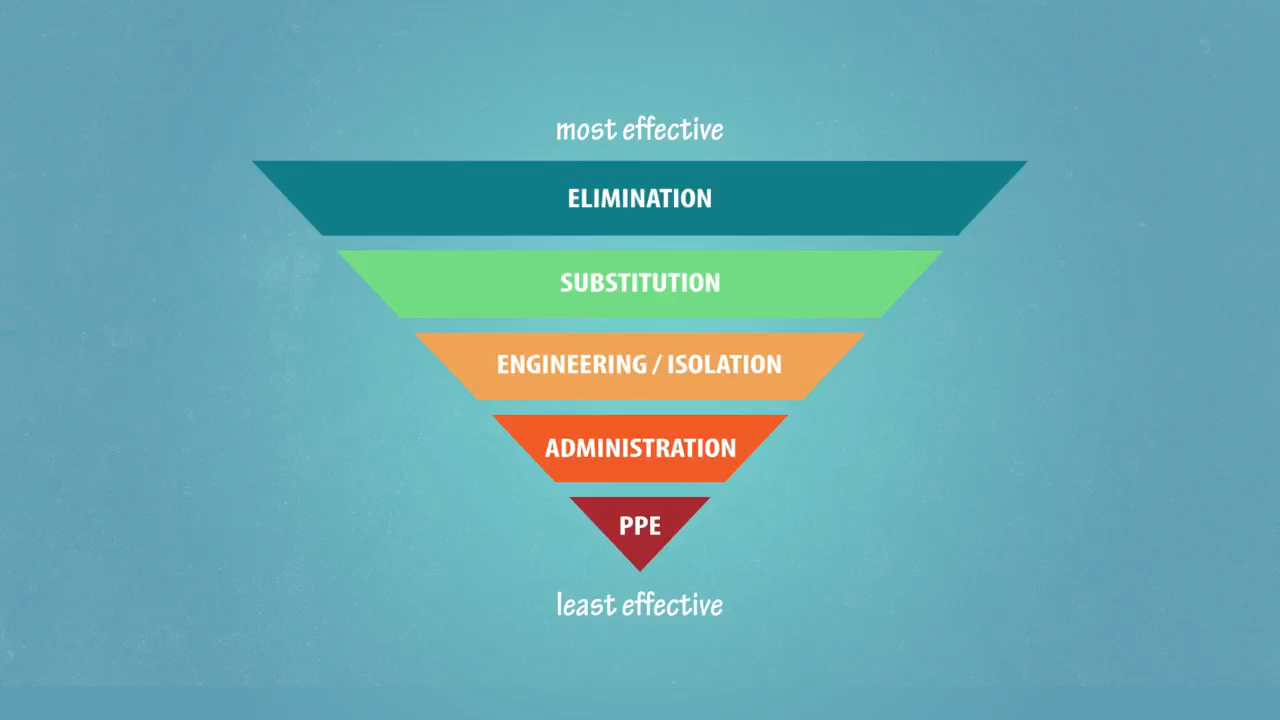 most effective
ELIMINATION
SUBSTITUTION
ENGINEERING / ISOLATION
ADMINISTRATION
PPE
least effective